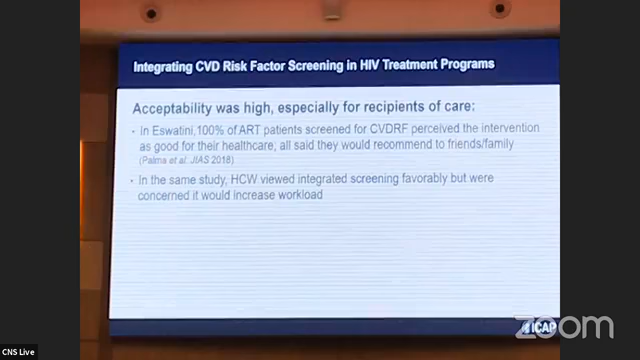 Integrating CVD Risk Factor Screening in HIV Treatment Programs
Acceptability was high, especially for recipients of care:
- In Eswatini, 100% of ART patients screened for CVDRF perceived the intervention
as good for their healthcare; all said they would recommend to friends/family
(Palma et al. JIAS 2018)
- In the same study, HCW viewed integrated screening favorably but were
concerned it would increase workload
ICAP
zoom
CNS Live